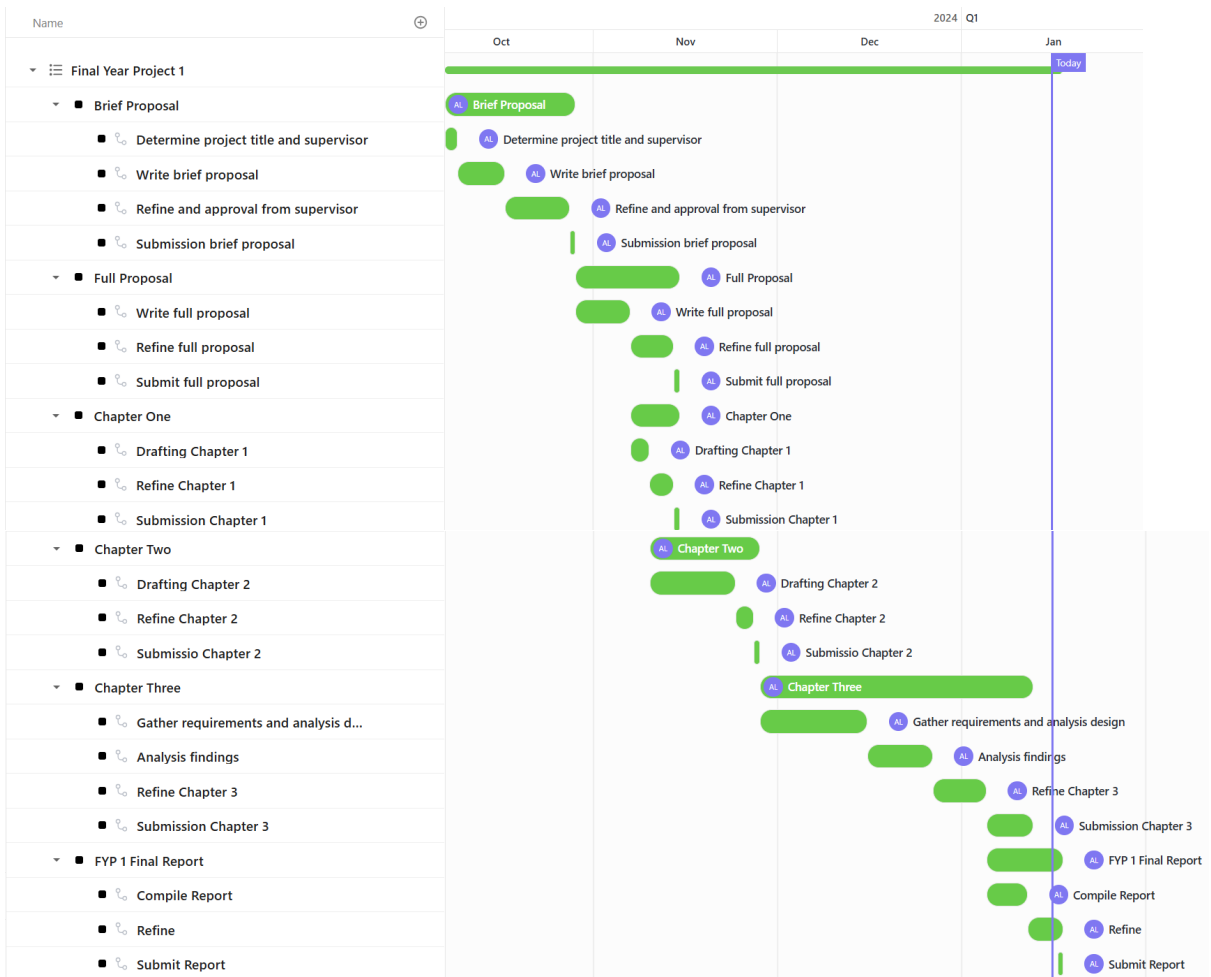 2024 Q1
Name
Oct Nov Dec Jan
Today
Final Year Project 1
Brief Proposal AL Brief Proposal
Determine project title and supervisor AL Determine project title and supervisor
Write brief proposal AL Write brief proposal
Refine and approval from supervisor AL Refine and approval from supervisor
Submission brief proposal AL Submission brief proposal
Full Proposal AL Full Proposal
Write full proposal AL Write full proposal
Refine full proposal AL Refine full proposal
Submit full proposal AL Submit full proposal
Chapter One AL Chapter One
Drafting Chapter 1 AL Drafting Chapter 1
Refine Chapter 1 AL Refine Chapter 1
Submission Chapter 1 AL Submission Chapter 1
Chapter Two AL Chapter Two
Drafting Chapter 2 AL Drafting Chapter 2
Refine Chapter 2 AL Refine Chapter 2
Submissio Chapter 2 AL Submissio Chapter 2
Chapter Three AL Chapter Three
Gather requirements and analysis d... AL Gather requirements and analysis design
Analysis findings AL Analysis findings
Refine Chapter 3 AL Refine Chapter 3
Submission Chapter 3 AL Submission Chapter 3
FYP 1 Final Report AL FYP 1 Final Report
Compile Report AL Compile Report
Refine AL Refine
Submit Report AL Submit Report